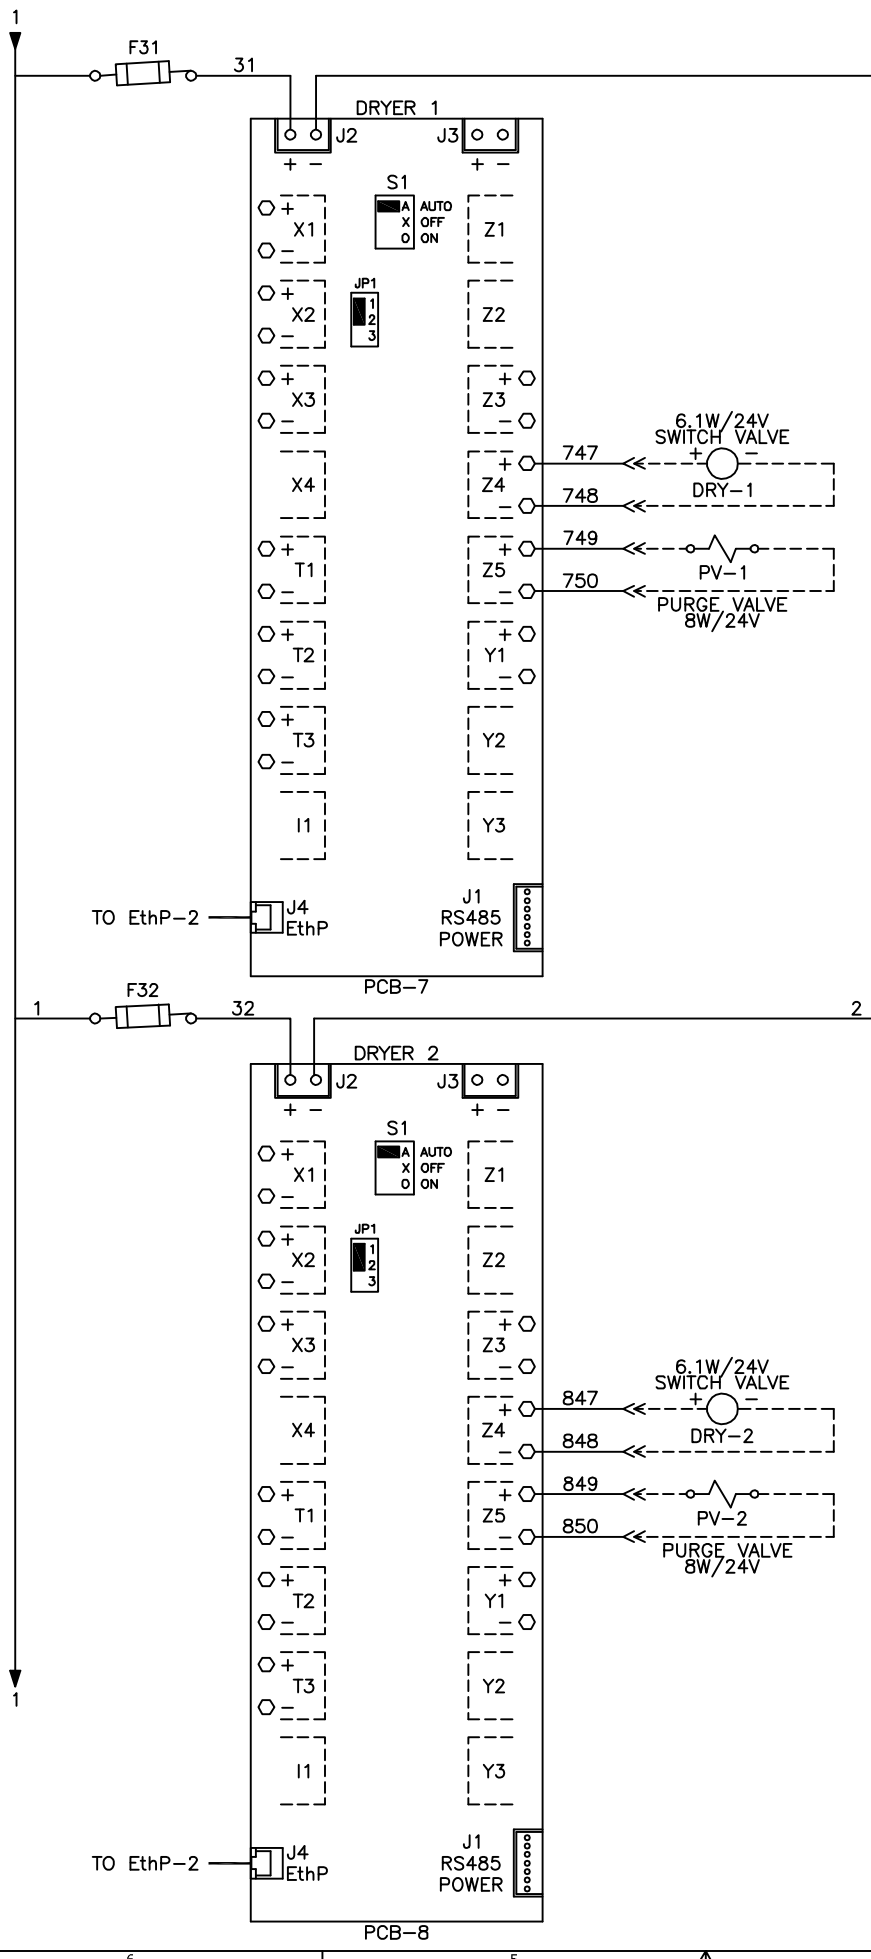 1
F31
31
DRYER 1
J2
J3
+ −
+ −
S1
A AUTO
X OFF
O ON
+
X1
−
Z1
JP1
1
2
3
+
X2
−
Z2
+
X3
−
+
Z3
−
6.1W/24V
SWITCH VALVE
+ −
DRY−1
X4
+
Z4
−
747
748
+
T1
−
+
Z5
−
749
750
PV−1
PURGE VALVE
8W/24V
+
T2
−
+
Y1
−
+
T3
−
Y2
I1
Y3
TO EthP−2
J4
EthP
J1
RS485
POWER
PCB−7
1
F32
32
2
DRYER 2
J2
J3
+ −
+ −
S1
A AUTO
X OFF
O ON
+
X1
−
Z1
JP1
1
2
3
+
X2
−
Z2
+
X3
−
+
Z3
−
6.1W/24V
SWITCH VALVE
+ −
DRY−2
X4
+
Z4
−
847
848
+
T1
−
+
Z5
−
849
850
PV−2
PURGE VALVE
8W/24V
+
T2
−
+
Y1
−
+
T3
−
Y2
1
I1
Y3
TO EthP−2
J4
EthP
J1
RS485
POWER
PCB−8
6
5